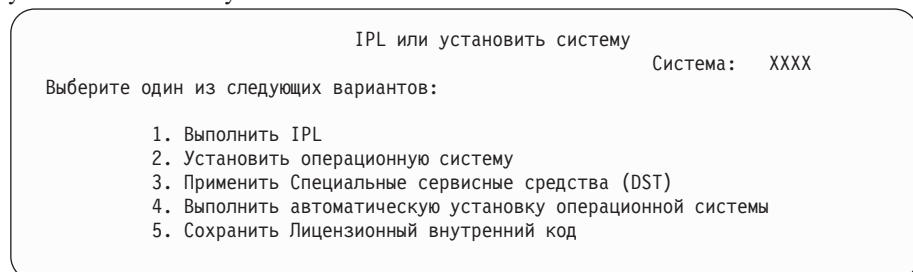 IPL или установить систему
Система: XXXX
Выберите один из следующих вариантов:
1. Выполнить IPL
2. Установить операционную систему
3. Применить Специальные сервисные средства (DST)
4. Выполнить автоматическую установку операционной системы
5. Сохранить Лицензионный внутренний код